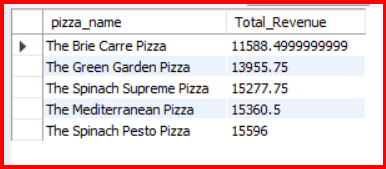 pizza_name Total_Revenue
The Brie Carre Pizza 11588.4999999999
The Green Garden Pizza 13955.75
The Spinach Supreme Pizza 15277.75
The Mediterranean Pizza 15360.5
The Spinach Pesto Pizza 15596